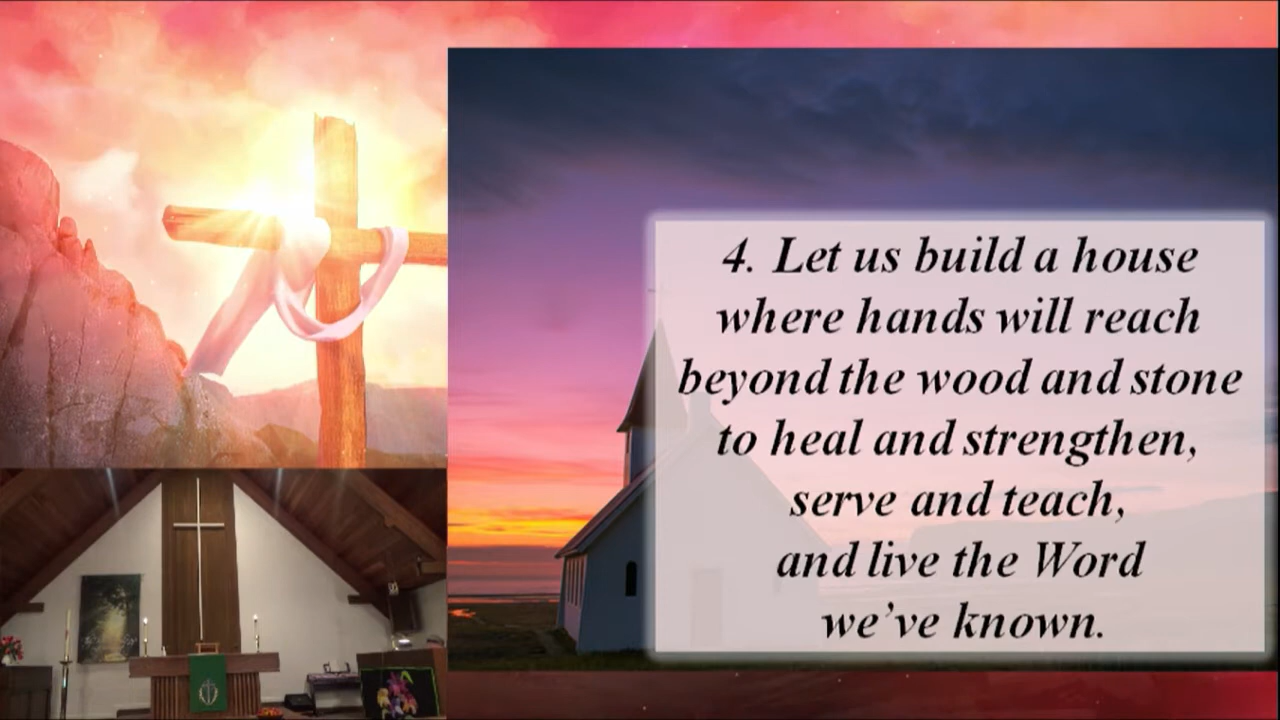 4. Let us build a house
where hands will reach
beyond the wood and stone
to heal and strengthen,
serve and teach,
and live the Word
we’ve known.